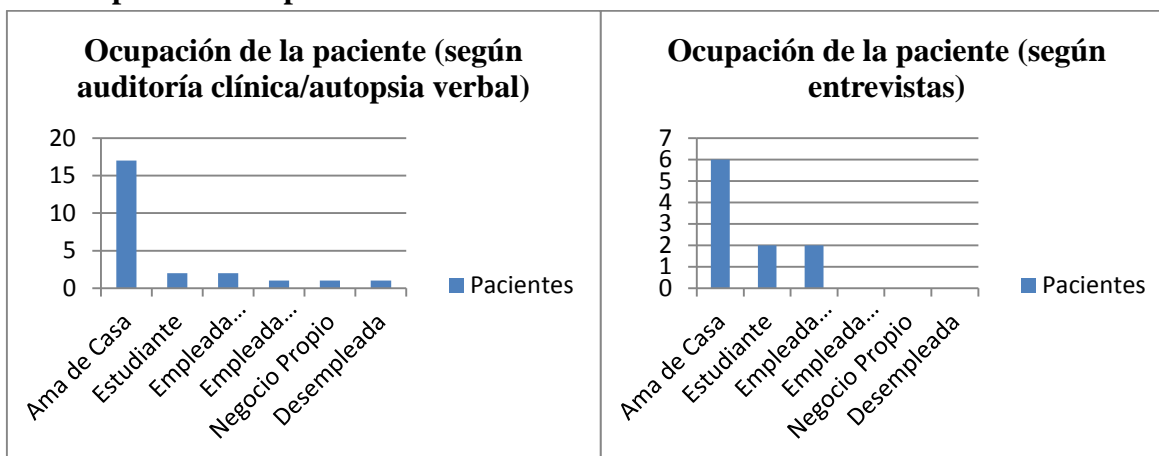 Ocupación de la paciente (según
auditoría clínica/autopsia verbal)
20
15
10
5
0
Pacientes
Ama de Casa
Estudiante
Empleada...
Empleada...
Negocio Propio
Desempleada
Ocupación de la paciente (según
entrevistas)
7
6
5
4
3
2
1
0
Pacientes
Ama de Casa
Estudiante
Empleada...
Empleada...
Negocio Propio
Desempleada